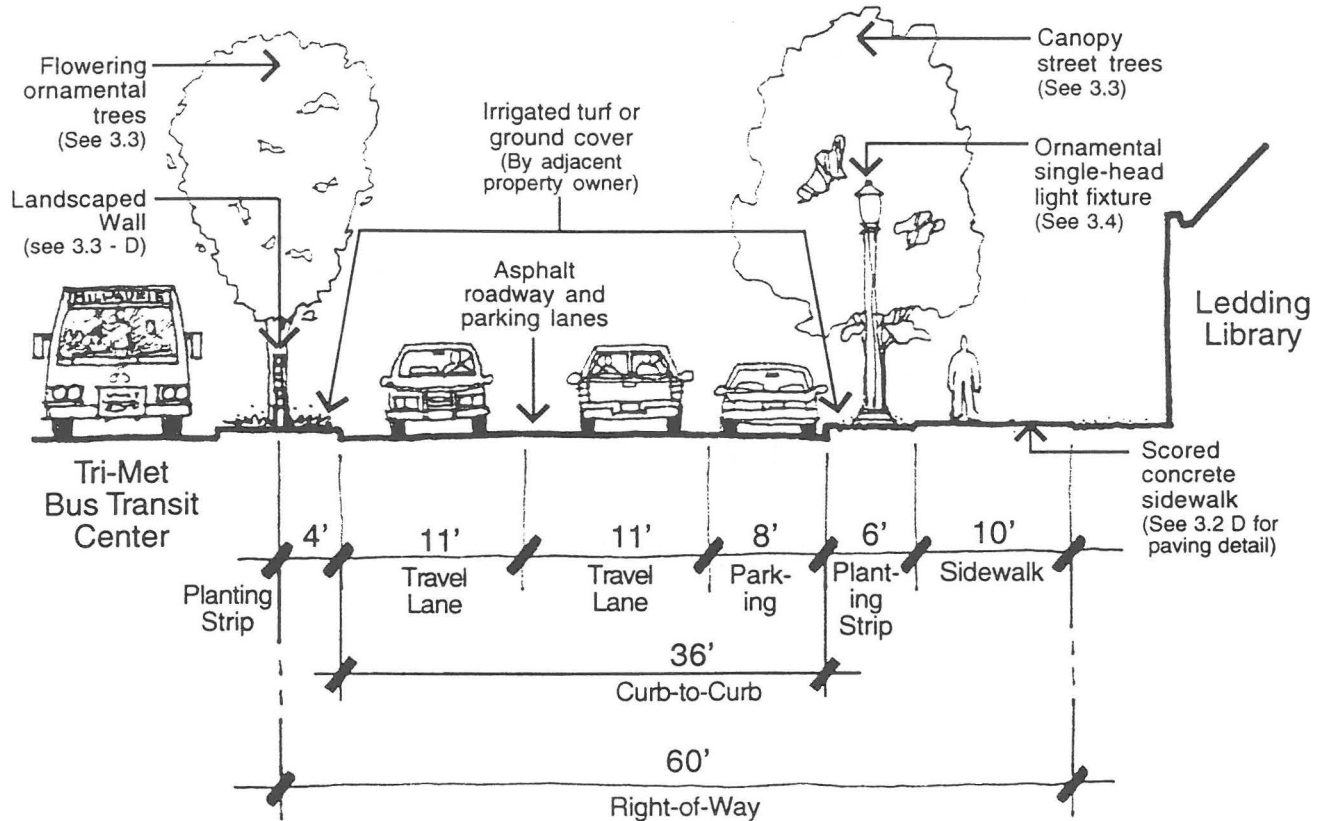 Flowering
ornamental
trees
(See 3.3)
Landscaped
Wall
(see 3.3 - D)
Irrigated turf or
ground cover
(By adjacent
property owner)
Asphalt
roadway and
parking lanes
Canopy
street trees
(See 3.3)
Ornamental
single-head
light fixture
(See 3.4)
Ledding
Library
MILWAUKIE
Tri-Met
Bus Transit
Center
Scored
concrete
sidewalk
(See 3.2 D for
paving detail)
4'
11'
11'
8'
6'
10'
Planting
Strip
Travel
Lane
Travel
Lane
Park-
ing
Plant-
ing
Strip
Sidewalk
36'
Curb-to-Curb
60'
Right-of-Way